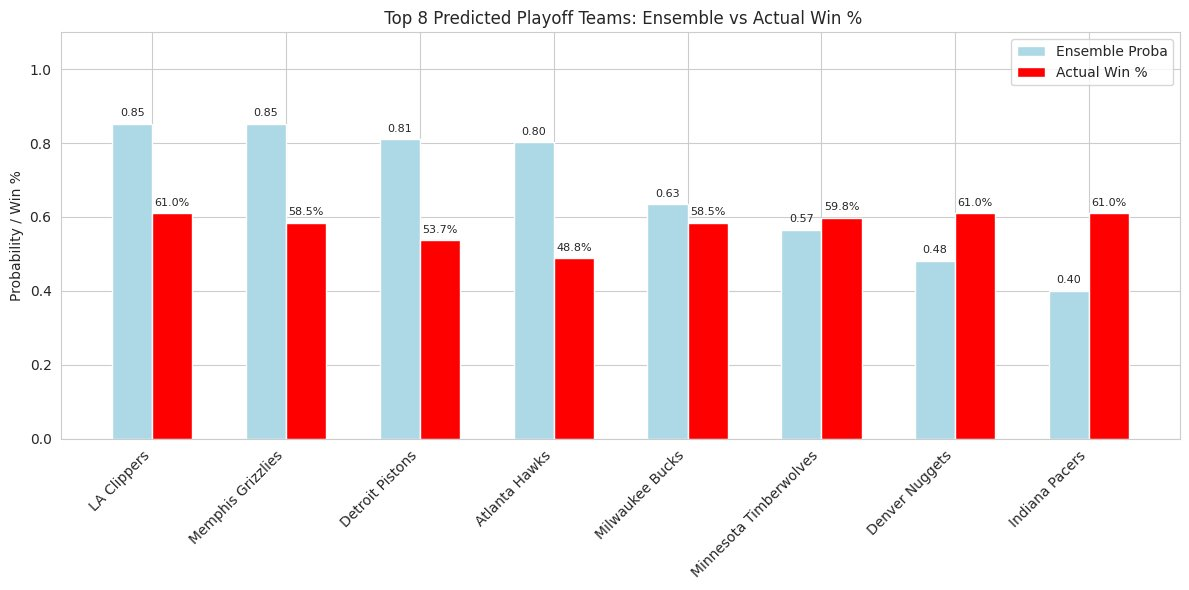 Top 8 Predicted Playoff Teams: Ensemble vs Actual Win %
Ensemble Proba
Actual Win %
Probability / Win %
1.0
0.8
0.6
0.4
0.2
0.0
0.85
61.0%
0.85
58.5%
0.81
53.7%
0.80
48.8%
0.63
58.5%
0.57
59.8%
0.48
61.0%
0.40
61.0%
LA Clippers
Memphis Grizzlies
Detroit Pistons
Atlanta Hawks
Milwaukee Bucks
Minnesota Timberwolves
Denver Nuggets
Indiana Pacers